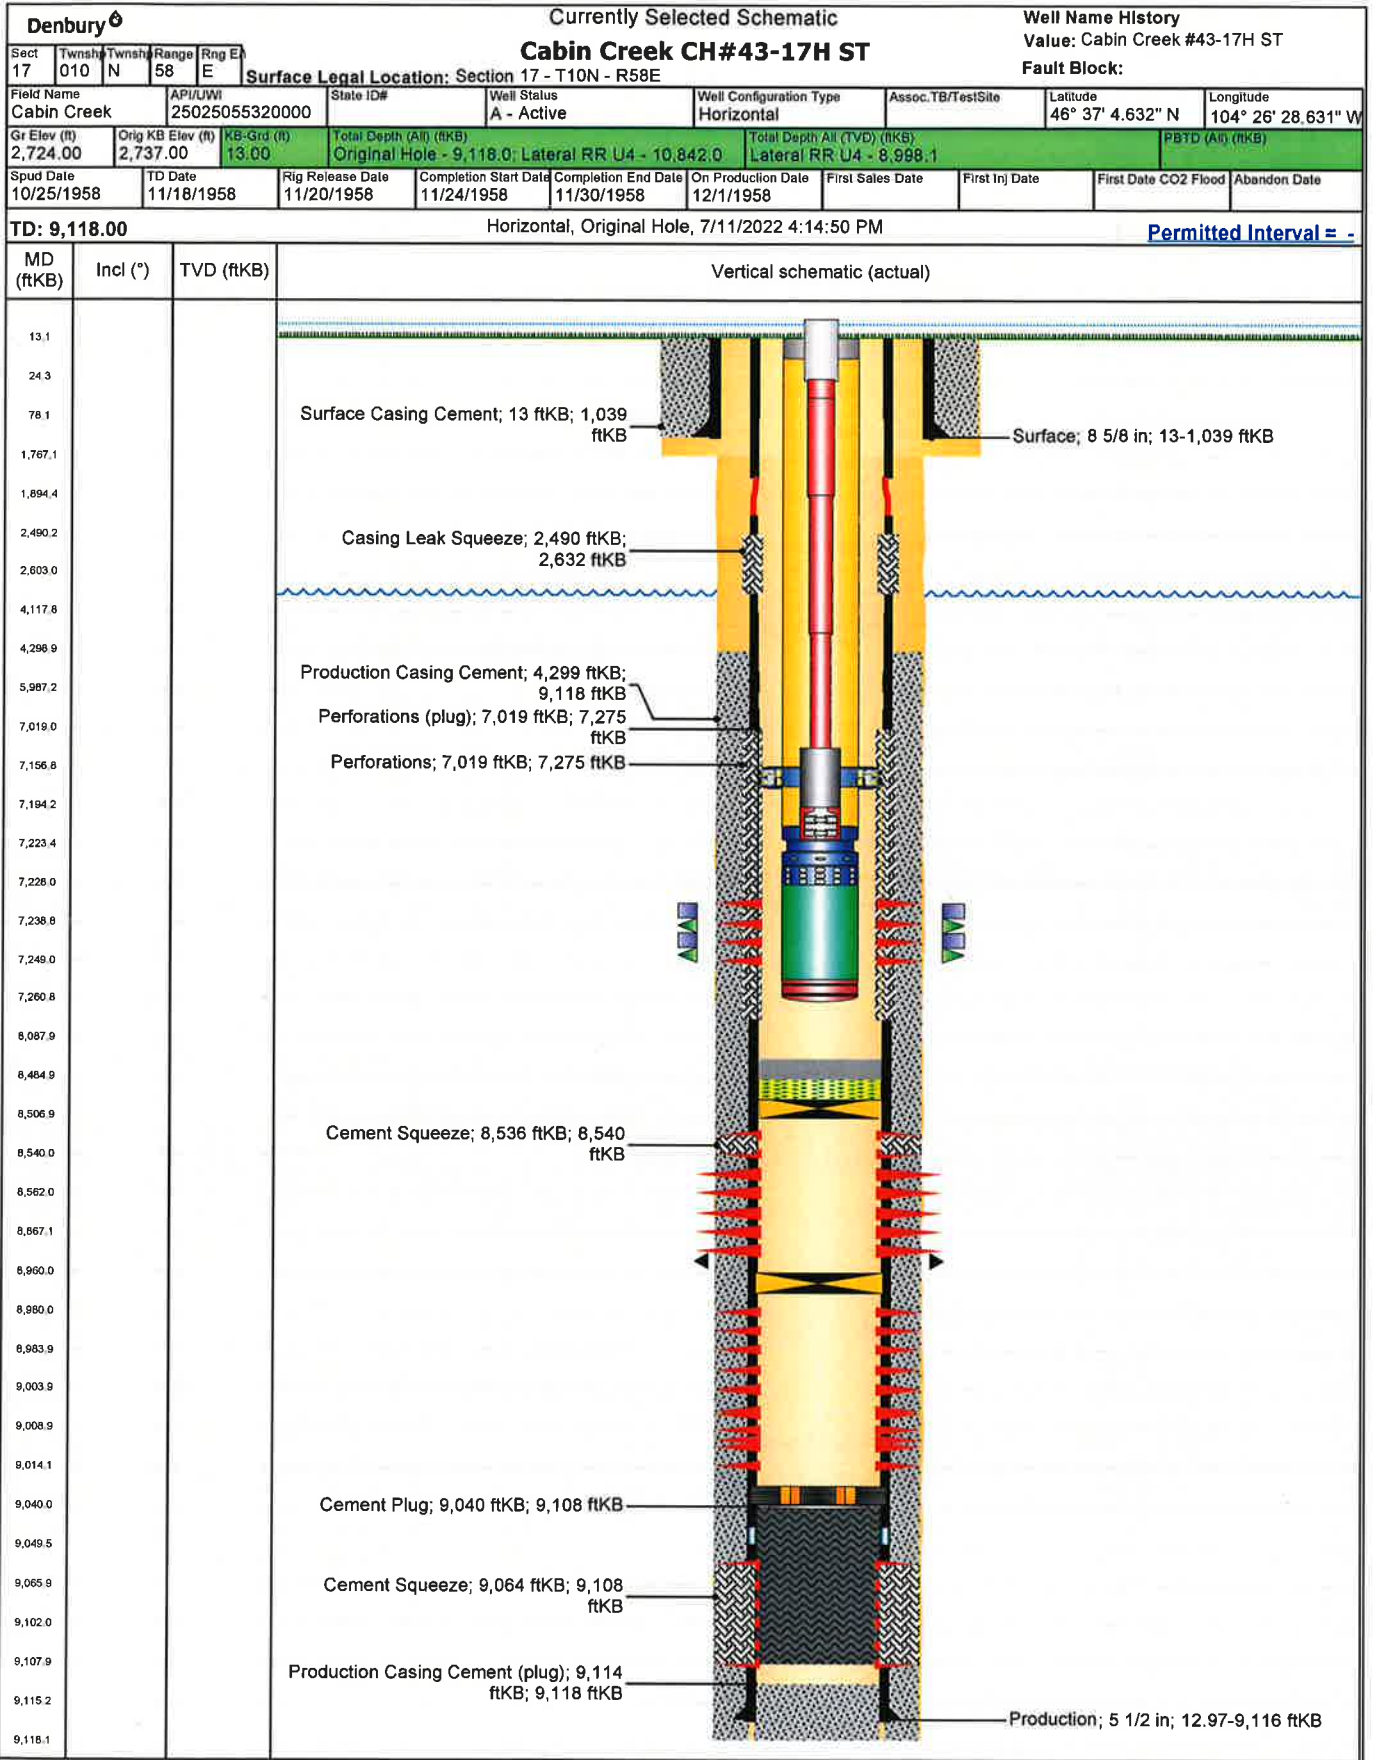 Denbury
Currently Selected Schematic
Cabin Creek CH#43-17H ST
Well Name History
Value: Cabin Creek #43-17H ST
Fault Block:
Sect Twnshp Twnshp Range Rng E/
17 010 N 58 E
Surface Legal Location: Section 17 - T10N - R58E
Field Name API/UWI State ID# Well Status Well Configuration Type Assoc.TB/TestSite Latitude Longitude
Cabin Creek 25025055320000 A - Active Horizontal 46° 37' 4.632" N 104° 26' 28.631" W
Gr Elev (ft) Orig KB Elev (ft) KB-Grd (ft) Total Depth (All) (ftKB) Total Depth All (TVD) (ftKB) PBTD (All) (ftKB)
2,724.00 2,737.00 13.00 Original Hole - 9,118.0; Lateral RR U4 - 10,842.0 Lateral RR U4 - 8,998.1
Spud Date TD Date Rig Release Date Completion Start Date Completion End Date On Production Date First Sales Date First Inj Date First Date CO2 Flood Abandon Date
10/25/1958 11/18/1958 11/20/1958 11/24/1958 11/30/1958 12/1/1958
TD: 9,118.00
Horizontal, Original Hole, 7/11/2022 4:14:50 PM
Permitted Interval = -
MD
(ftKB)
Incl (°)
TVD (ftKB)
Vertical schematic (actual)
13.1
24.3
78.1
Surface Casing Cement; 13 ftKB; 1,039
ftKB
Surface; 8 5/8 in; 13-1,039 ftKB
1,767.1
1,894.4
2,490.2
Casing Leak Squeeze; 2,490 ftKB;
2,632 ftKB
2,603.0
4,117.8
4,298.9
Production Casing Cement; 4,299 ftKB;
9,118 ftKB
5,987.2
Perforations (plug); 7,019 ftKB; 7,275
ftKB
7,019.0
Perforations; 7,019 ftKB; 7,275 ftKB
7,156.8
7,194.2
7,223.4
7,228.0
7,238.8
7,249.0
7,260.8
8,087.9
8,484.9
8,506.9
Cement Squeeze; 8,536 ftKB; 8,540
ftKB
8,540.0
8,562.0
8,867.1
8,960.0
8,980.0
8,983.9
9,003.9
9,008.9
9,014.1
9,040.0
Cement Plug; 9,040 ftKB; 9,108 ftKB
9,049.5
9,065.9
Cement Squeeze; 9,064 ftKB; 9,108
ftKB
9,102.0
9,107.9
Production Casing Cement (plug); 9,114
ftKB; 9,118 ftKB
9,115.2
Production; 5 1/2 in; 12.97-9,116 ftKB
9,118.1